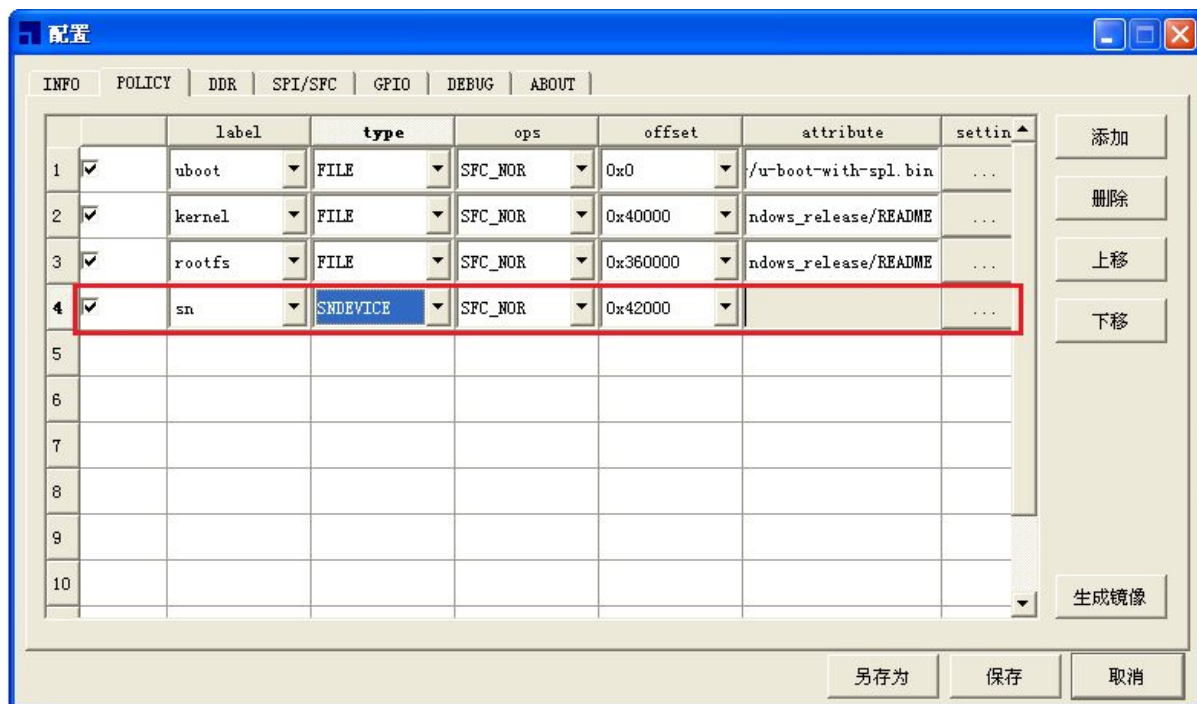 配置
INFO POLICY DDR SPI/SFC GPIO DEBUG ABOUT
label type ops offset attribute settin
添加
1 uboot FILE SFC_NOR 0x0 /u-boot-with-spl.bin ...
删除
2 kernel FILE SFC_NOR 0x40000 ndows_release/README ...
3 rootfs FILE SFC_NOR 0x360000 ndows_release/README ...
上移
4 sn SNDEVICE SFC_NOR 0x42000 ...
下移
5
6
7
8
9
10
生成镜像
另存为 保存 取消